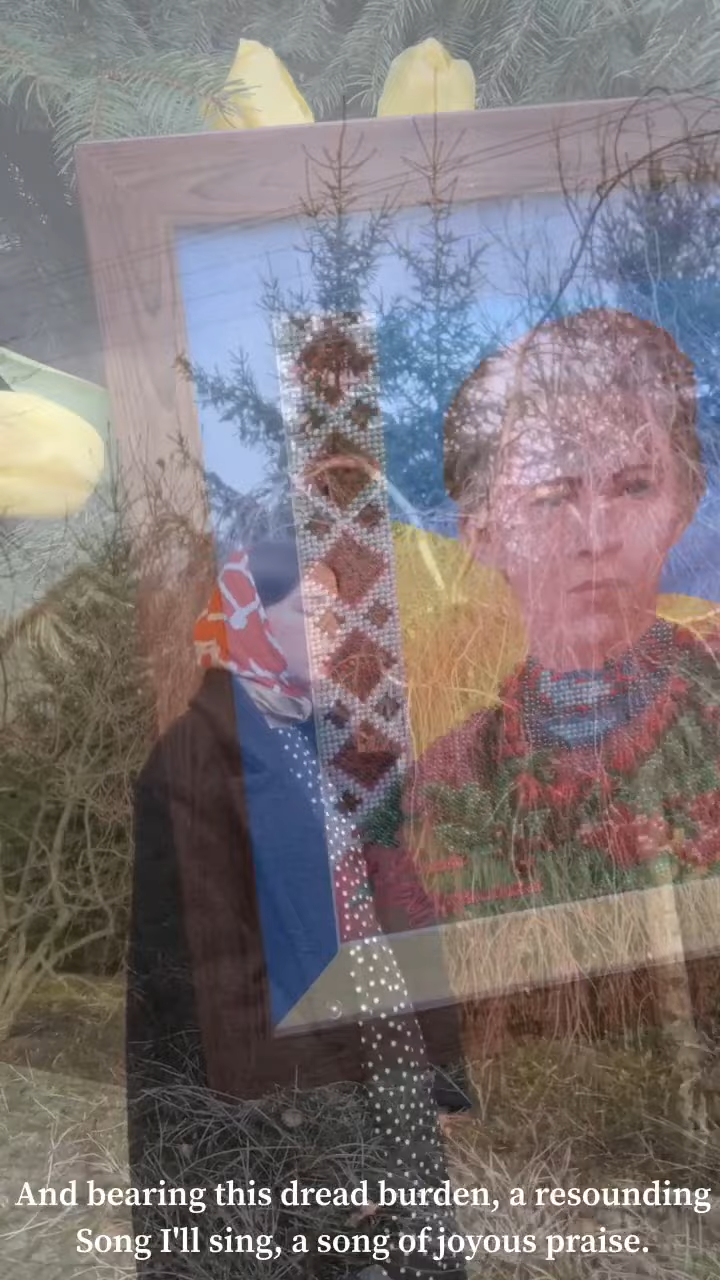 And bearing this dread burden, a resounding
Song I'll sing, a song of joyous praise.